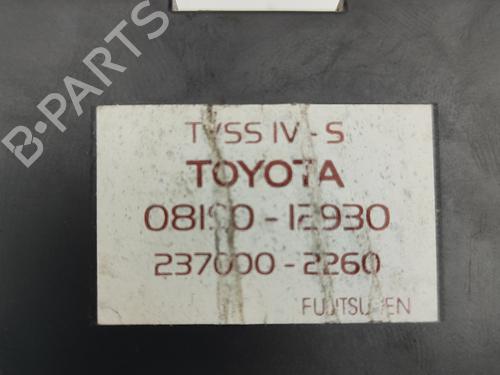 B-PARTS
TVSS IV - S
TOYOTA
08190 - 12930
237000 - 2260
FUJITSU TEN